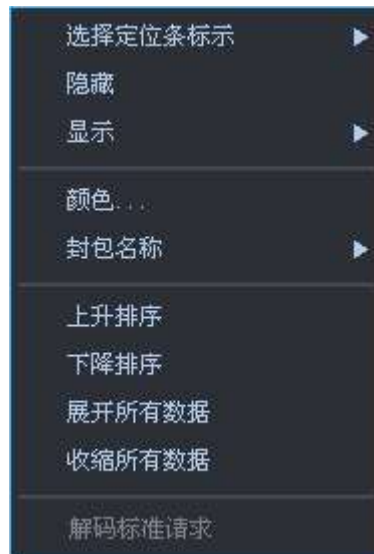 选择定位条标示
隐藏
显示
颜色...
封包名称
上升排序
下降排序
展开所有数据
收缩所有数据
解码标准请求